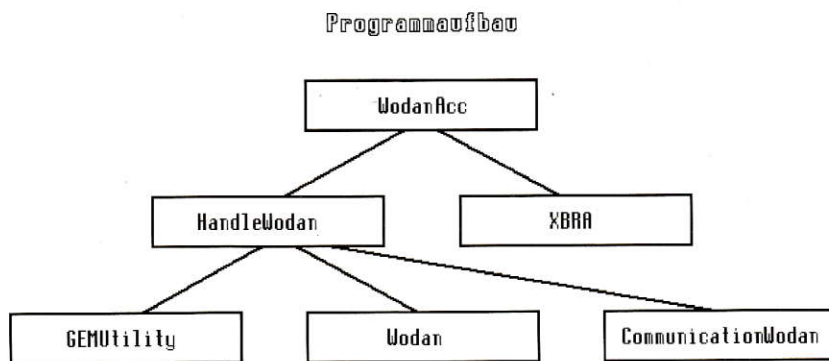 Programmaufbau
WodanAcc
HandleWodan
XBRA
GEMUtility
Wodan
CommunicationWodan